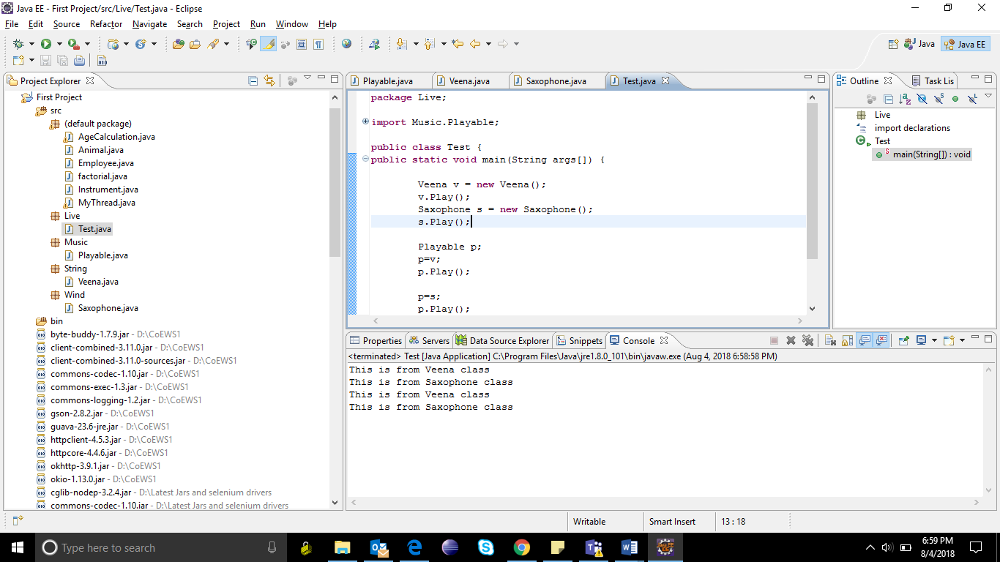 Java EE - First Project/src/Live/Test.java - Eclipse
File Edit Source Refactor Navigate Search Project Run Window Help
Java Java EE
Project Explorer
First Project
src
(default package)
AgeCalculation.java
Animal.java
Employee.java
factorial.java
Instrument.java
MyThread.java
Live
Test.java
Music
Playable.java
String
Veena.java
Wind
Saxophone.java
bin
byte-buddy-1.7.9.jar - D:\CoEWS1
client-combined-3.11.0.jar - D:\CoEWS1
client-combined-3.11.0-sources.jar - D:\CoEWS1
commons-codec-1.10.jar - D:\CoEWS1
commons-exec-1.3.jar - D:\CoEWS1
commons-logging-1.2.jar - D:\CoEWS1
gson-2.8.2.jar - D:\CoEWS1
guava-23.6-jre.jar - D:\CoEWS1
httpclient-4.5.3.jar - D:\CoEWS1
httpcore-4.4.6.jar - D:\CoEWS1
okhttp-3.9.1.jar - D:\CoEWS1
okio-1.13.0.jar - D:\CoEWS1
cglib-nodep-3.2.4.jar - D:\Latest Jars and selenium drivers
commons-codec-1.10.jar - D:\Latest Jars and selenium drivers
Playable.java Veena.java Saxophone.java Test.java
package Live;
import Music.Playable;
public class Test {
public static void main(String args[]) {
Veena v = new Veena();
v.Play();
Saxophone s = new Saxophone();
s.Play();
Playable p;
p=v;
p.Play();
p=s;
p.Play();
Outline Task Lis
Live
import declarations
Test
main(String[]) : void
Properties Servers Data Source Explorer Snippets Console
<terminated> Test [Java Application] C:\Program Files\Java\jre1.8.0_101\bin\javaw.exe (Aug 4, 2018 6:58:58 PM)
This is from Veena class
This is from Saxophone class
This is from Veena class
This is from Saxophone class
Writable Smart Insert 13 : 18
Type here to search
6:59 PM
8/4/2018